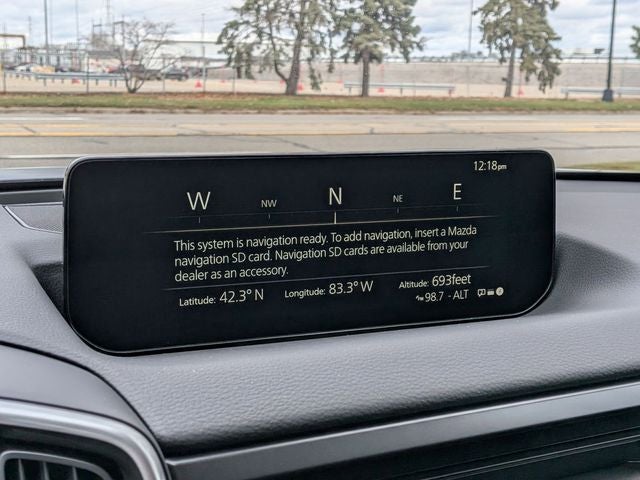 12:18pm
W NW N NE E
This system is navigation ready. To add navigation, insert a Mazda
navigation SD card. Navigation SD cards are available from your
dealer as an accessory.
Latitude: 42.3° N Longitude: 83.3° W Altitude: 693feet
98.7 - ALT